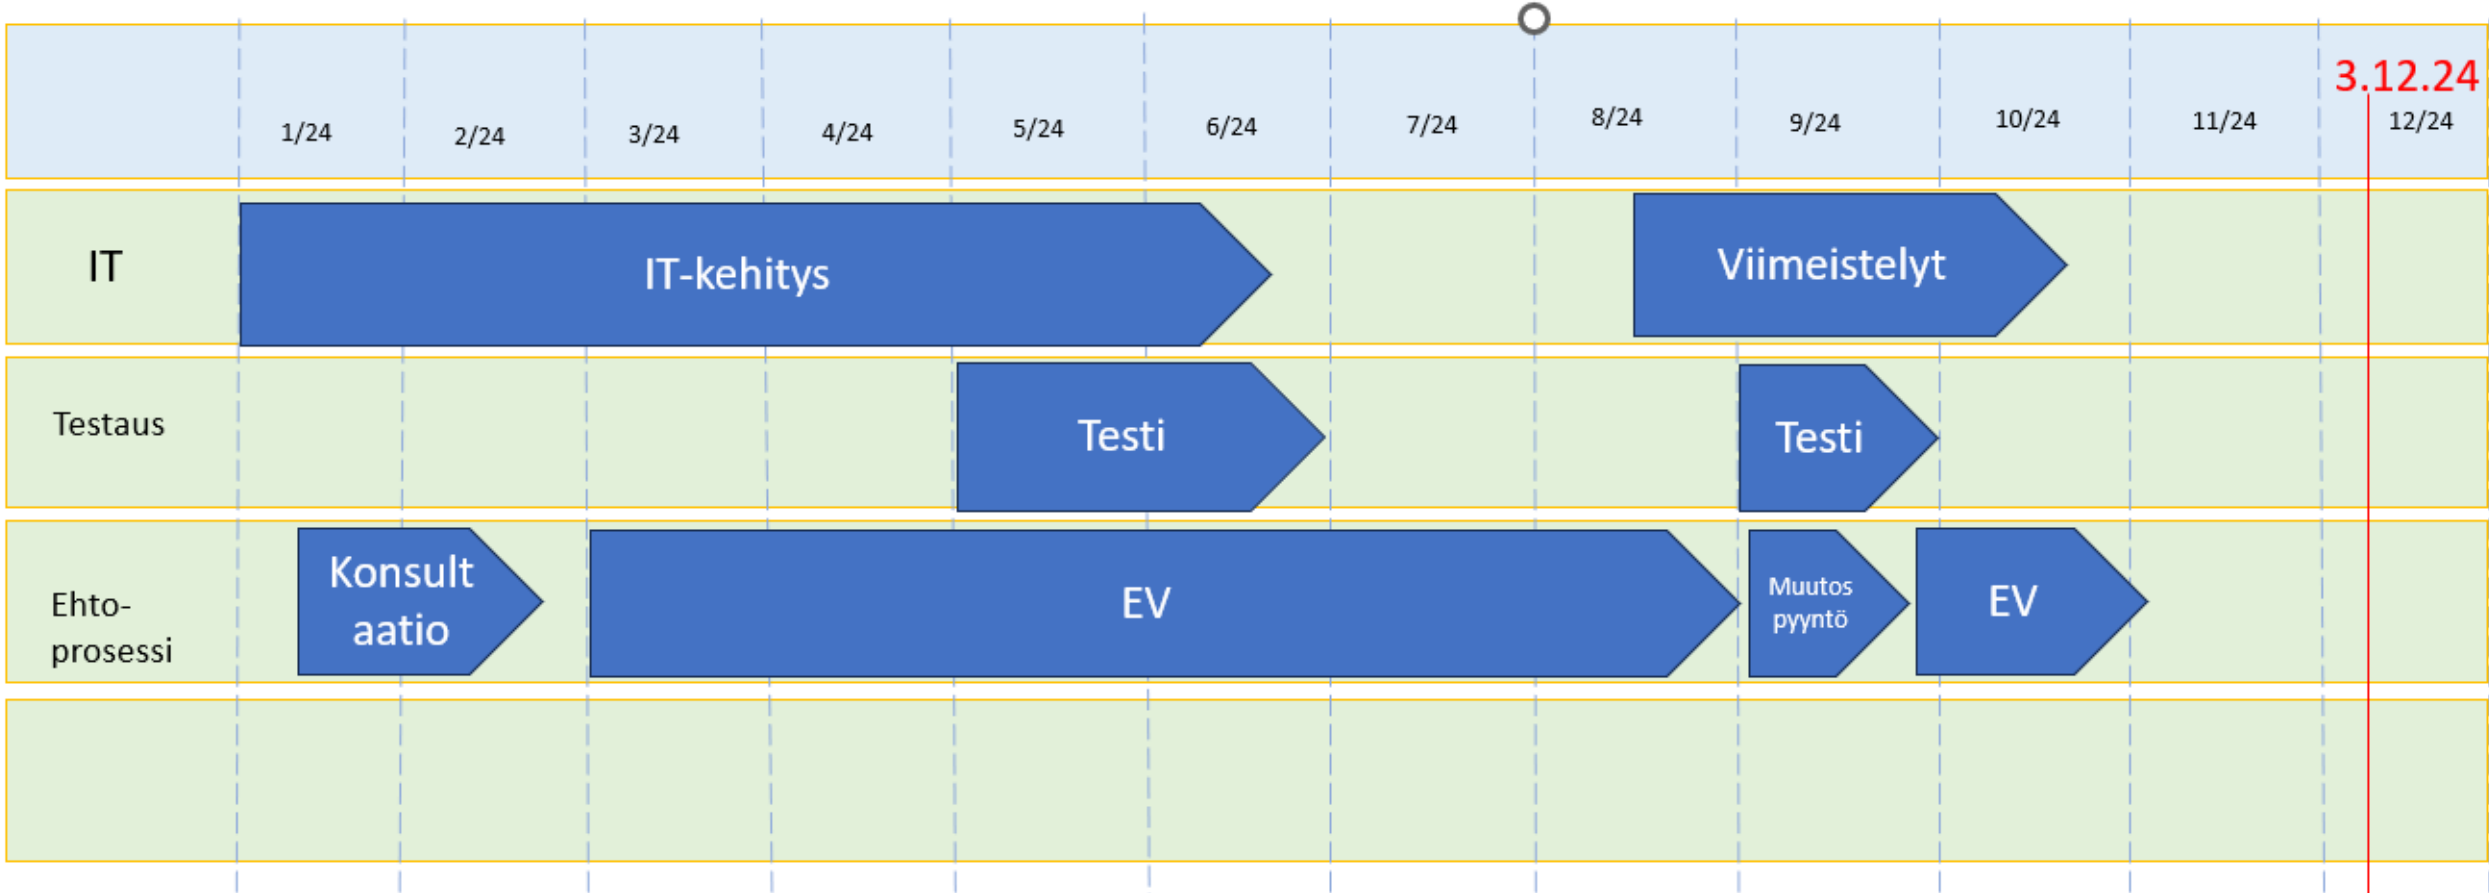 3.12.24
1/24
2/24
3/24
4/24
5/24
6/24
7/24
8/24
9/24
10/24
11/24
12/24
IT
IT-kehitys
Viimeistelyt
Testaus
Testi
Testi
Ehto-
prosessi
Konsult
aatio
EV
Muutos
pyyntö
EV